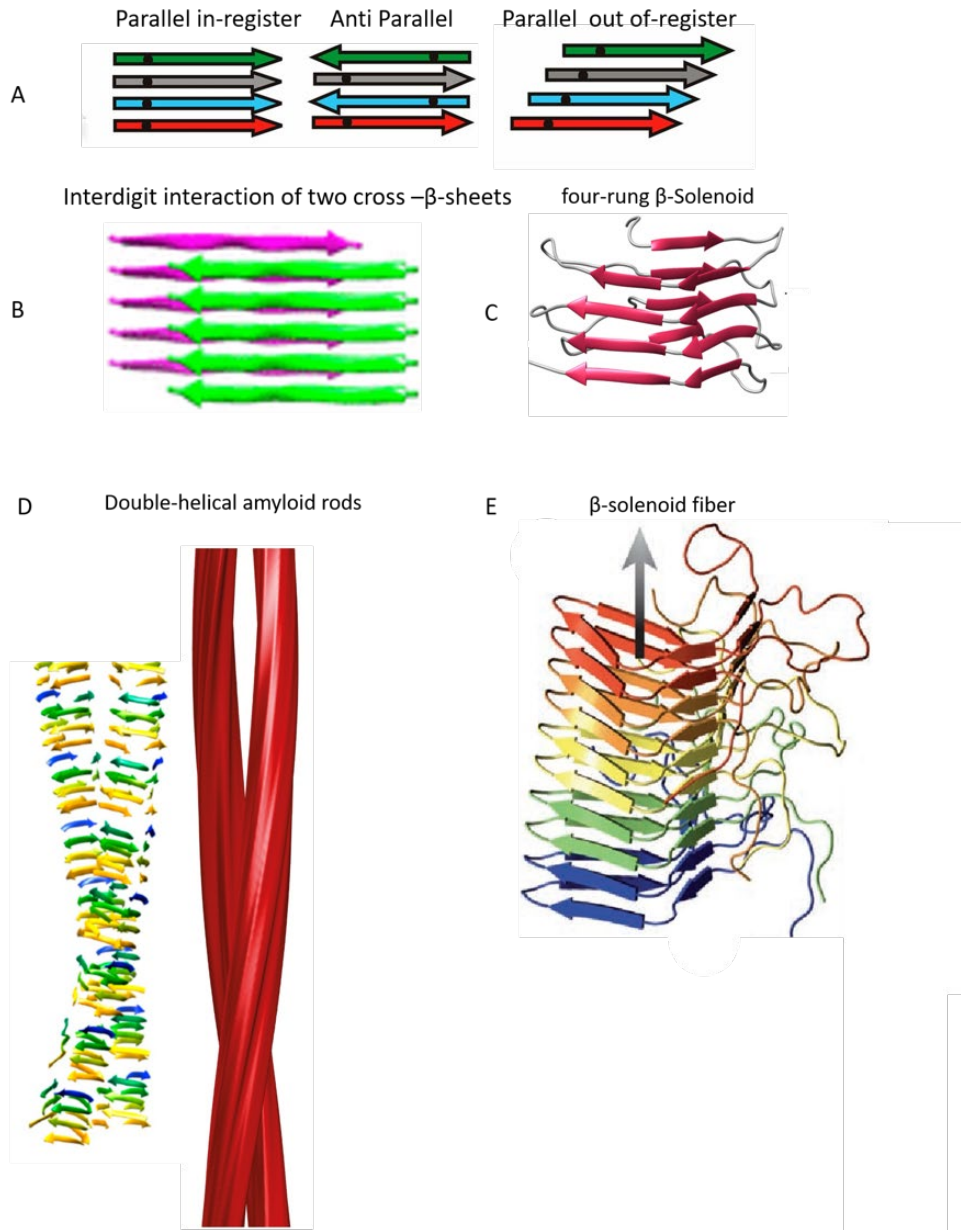 Parallel in-register Anti Parallel Parallel out of-register
A
Interdigit interaction of two cross –β-sheets four-rung β-Solenoid
B C
D Double-helical amyloid rods E β-solenoid fiber